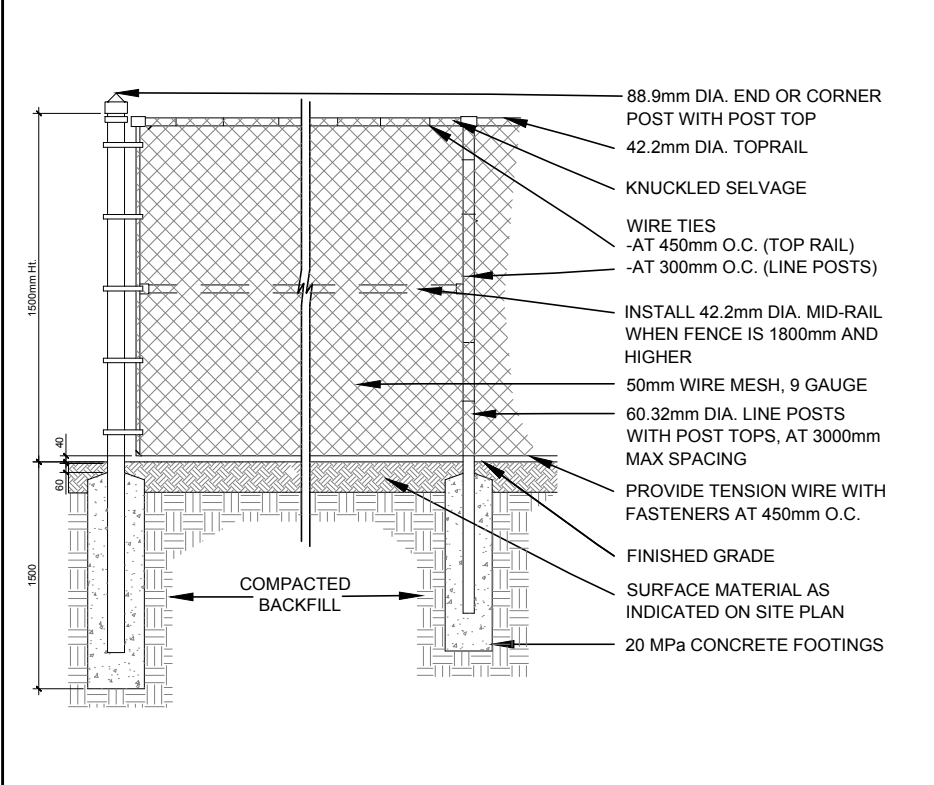 88.9mm DIA. END OR CORNER
POST WITH POST TOP
42.2mm DIA. TOPRAIL
KNUCKLED SELVAGE
WIRE TIES
-AT 450mm O.C. (TOP RAIL)
-AT 300mm O.C. (LINE POSTS)
INSTALL 42.2mm DIA. MID-RAIL
WHEN FENCE IS 1800mm AND
HIGHER
50mm WIRE MESH, 9 GAUGE
60.32mm DIA. LINE POSTS
WITH POST TOPS, AT 3000mm
MAX SPACING
PROVIDE TENSION WIRE WITH
FASTENERS AT 450mm O.C.
FINISHED GRADE
SURFACE MATERIAL AS
INDICATED ON SITE PLAN
20 MPa CONCRETE FOOTINGS
1500mm Ht.
40
60
1500
COMPACTED
BACKFILL